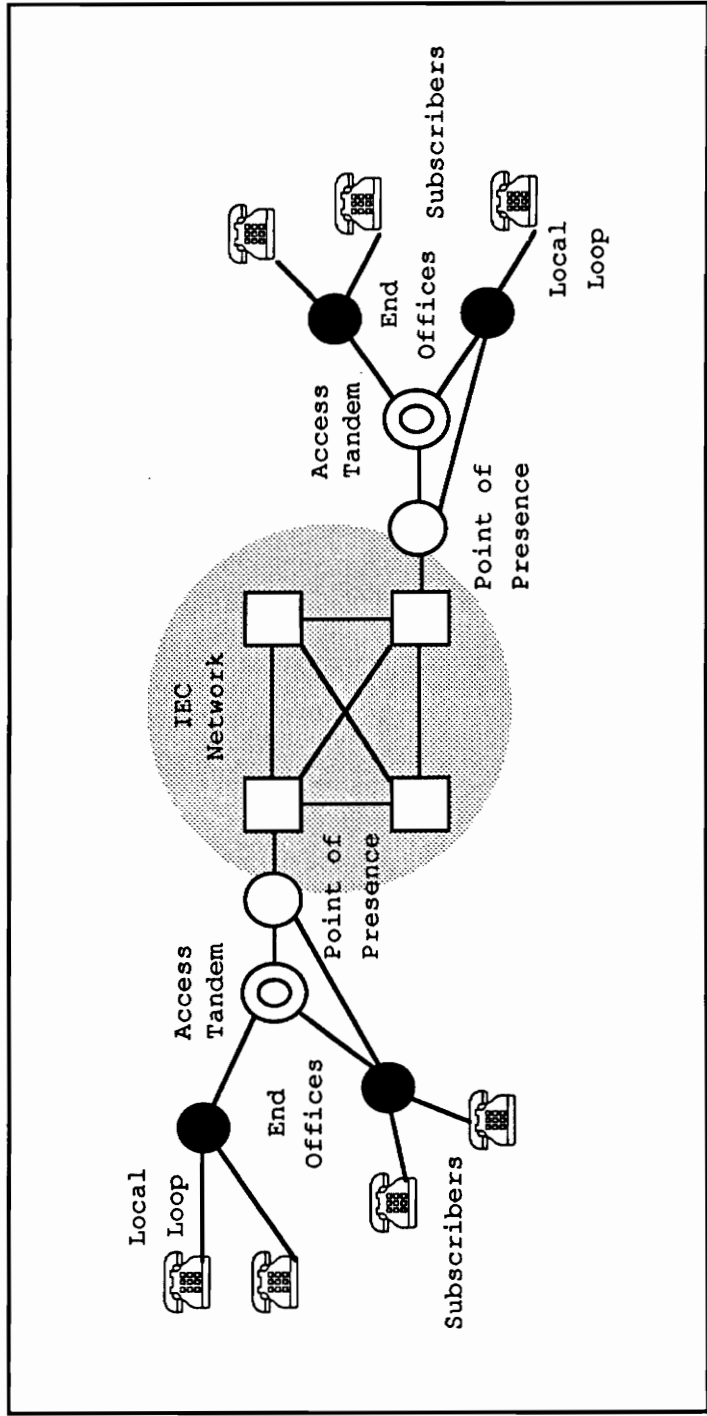 Local
Loop
Subscribers
End
Offices
Access
Tandem
Point of
Presence
IEC
Network
Point of
Presence
Access
Tandem
End
Offices
Subscribers
Local
Loop